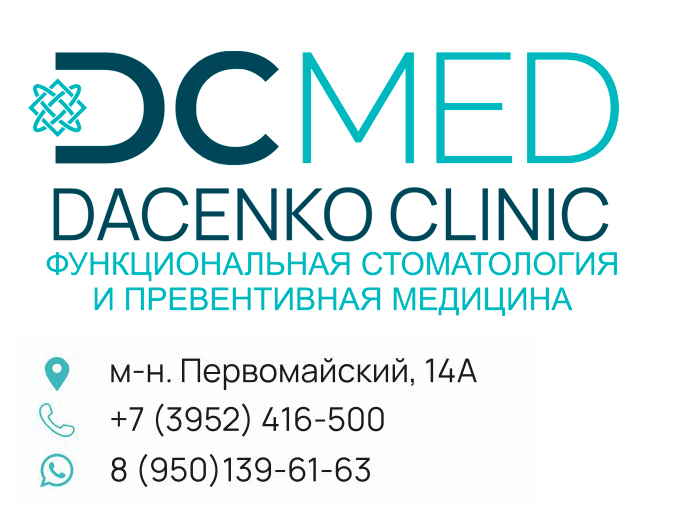 DCMED
DACENKO CLINIC
ФУНКЦИОНАЛЬНАЯ СТОМАТОЛОГИЯ
И ПРЕВЕНТИВНАЯ МЕДИЦИНА
м-н. Первомайский, 14А
+7 (3952) 416-500
8 (950)139-61-63